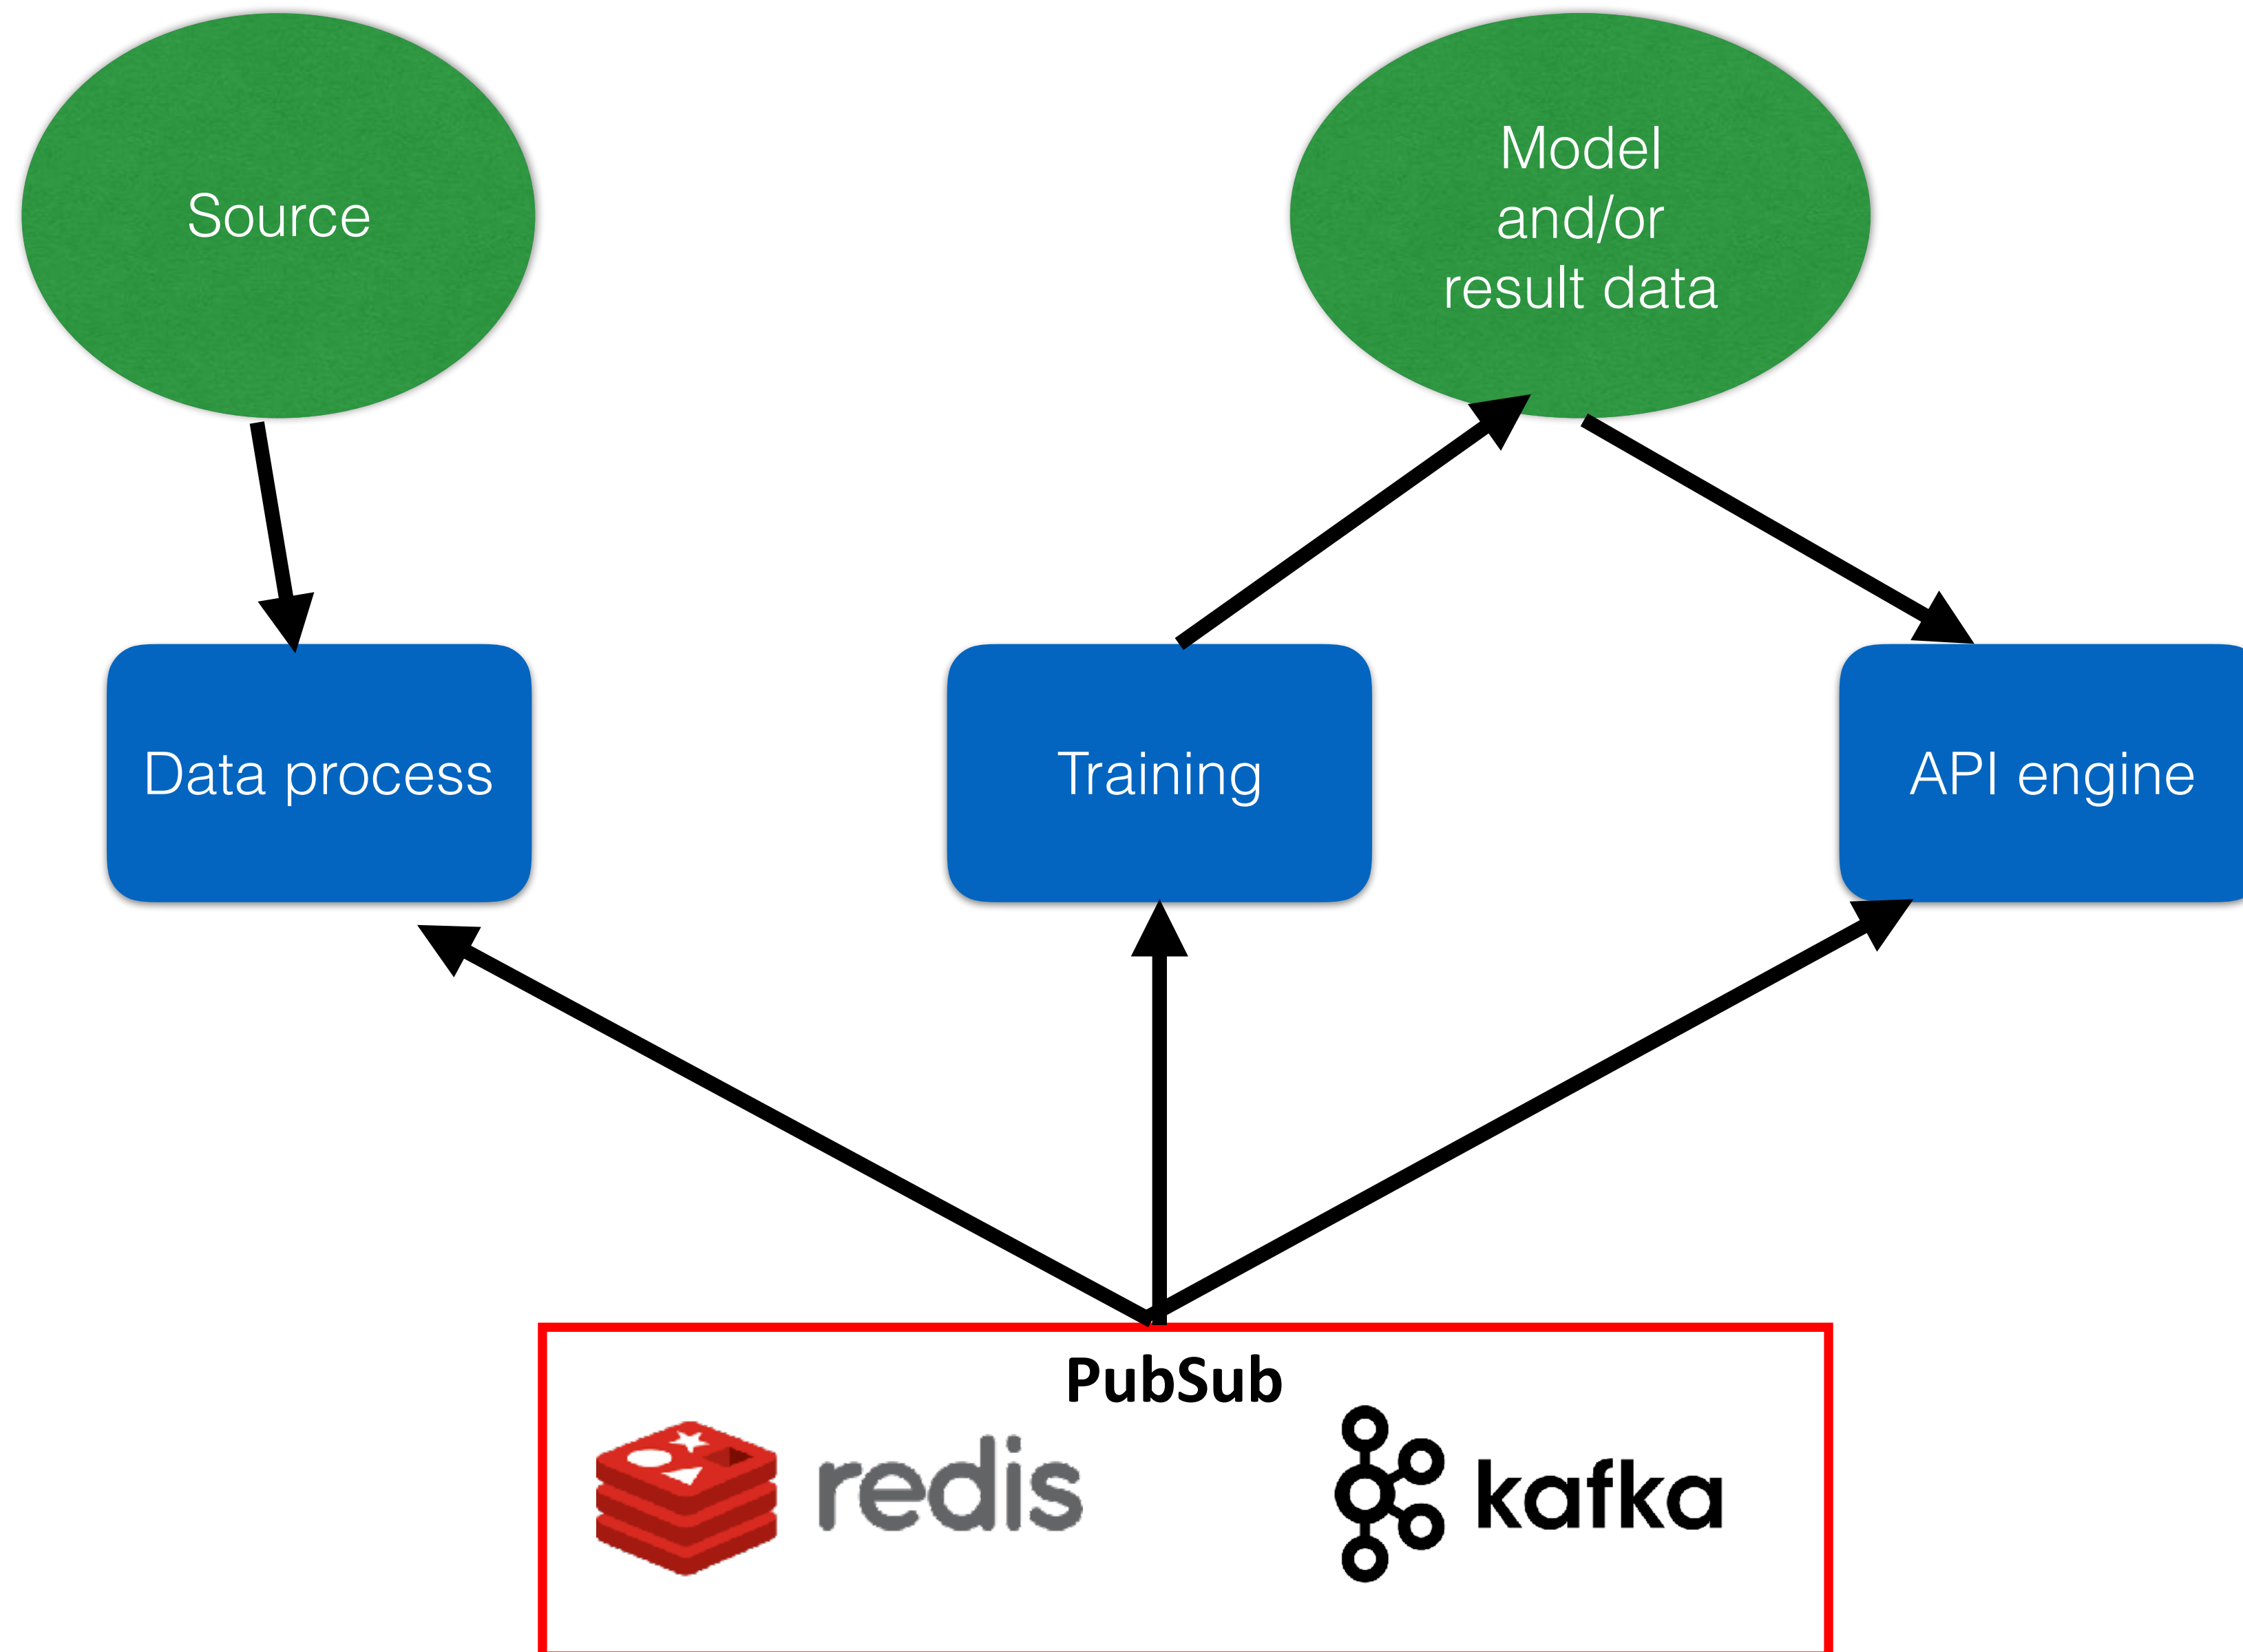 Source
Model
and/or
result data
Data process
Training
API engine
PubSub
redis
kafka